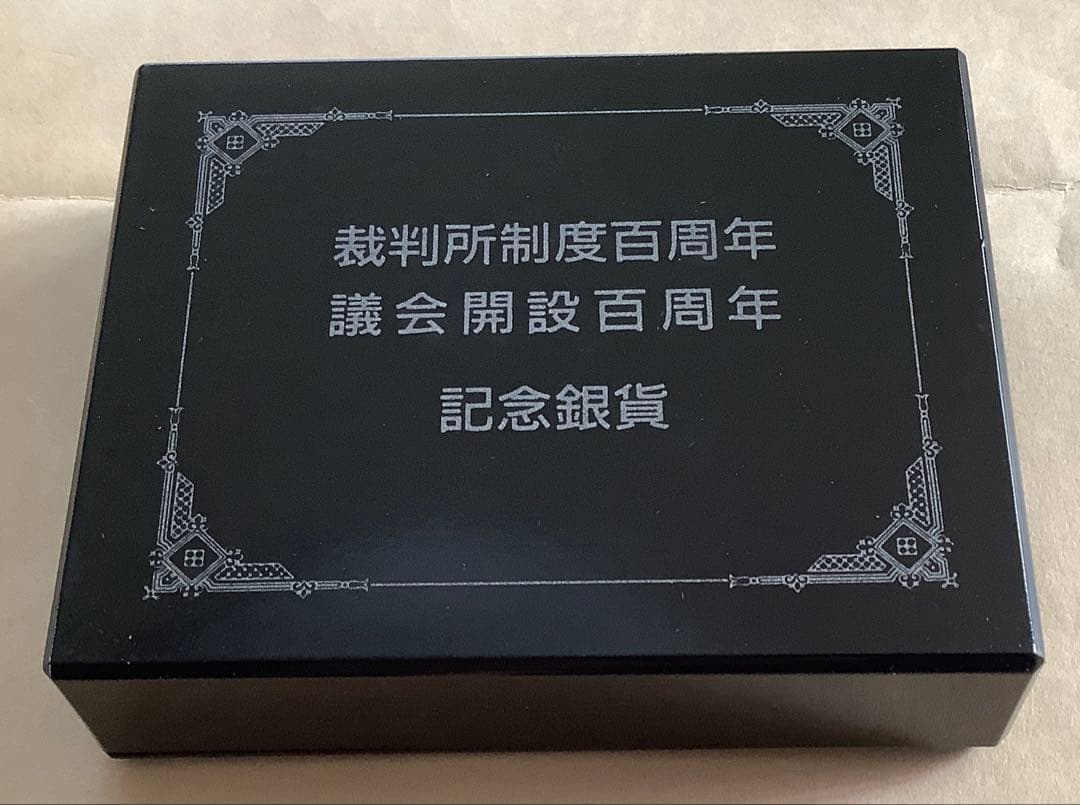 裁判所制度百周年
議会開設百周年
記念銀貨